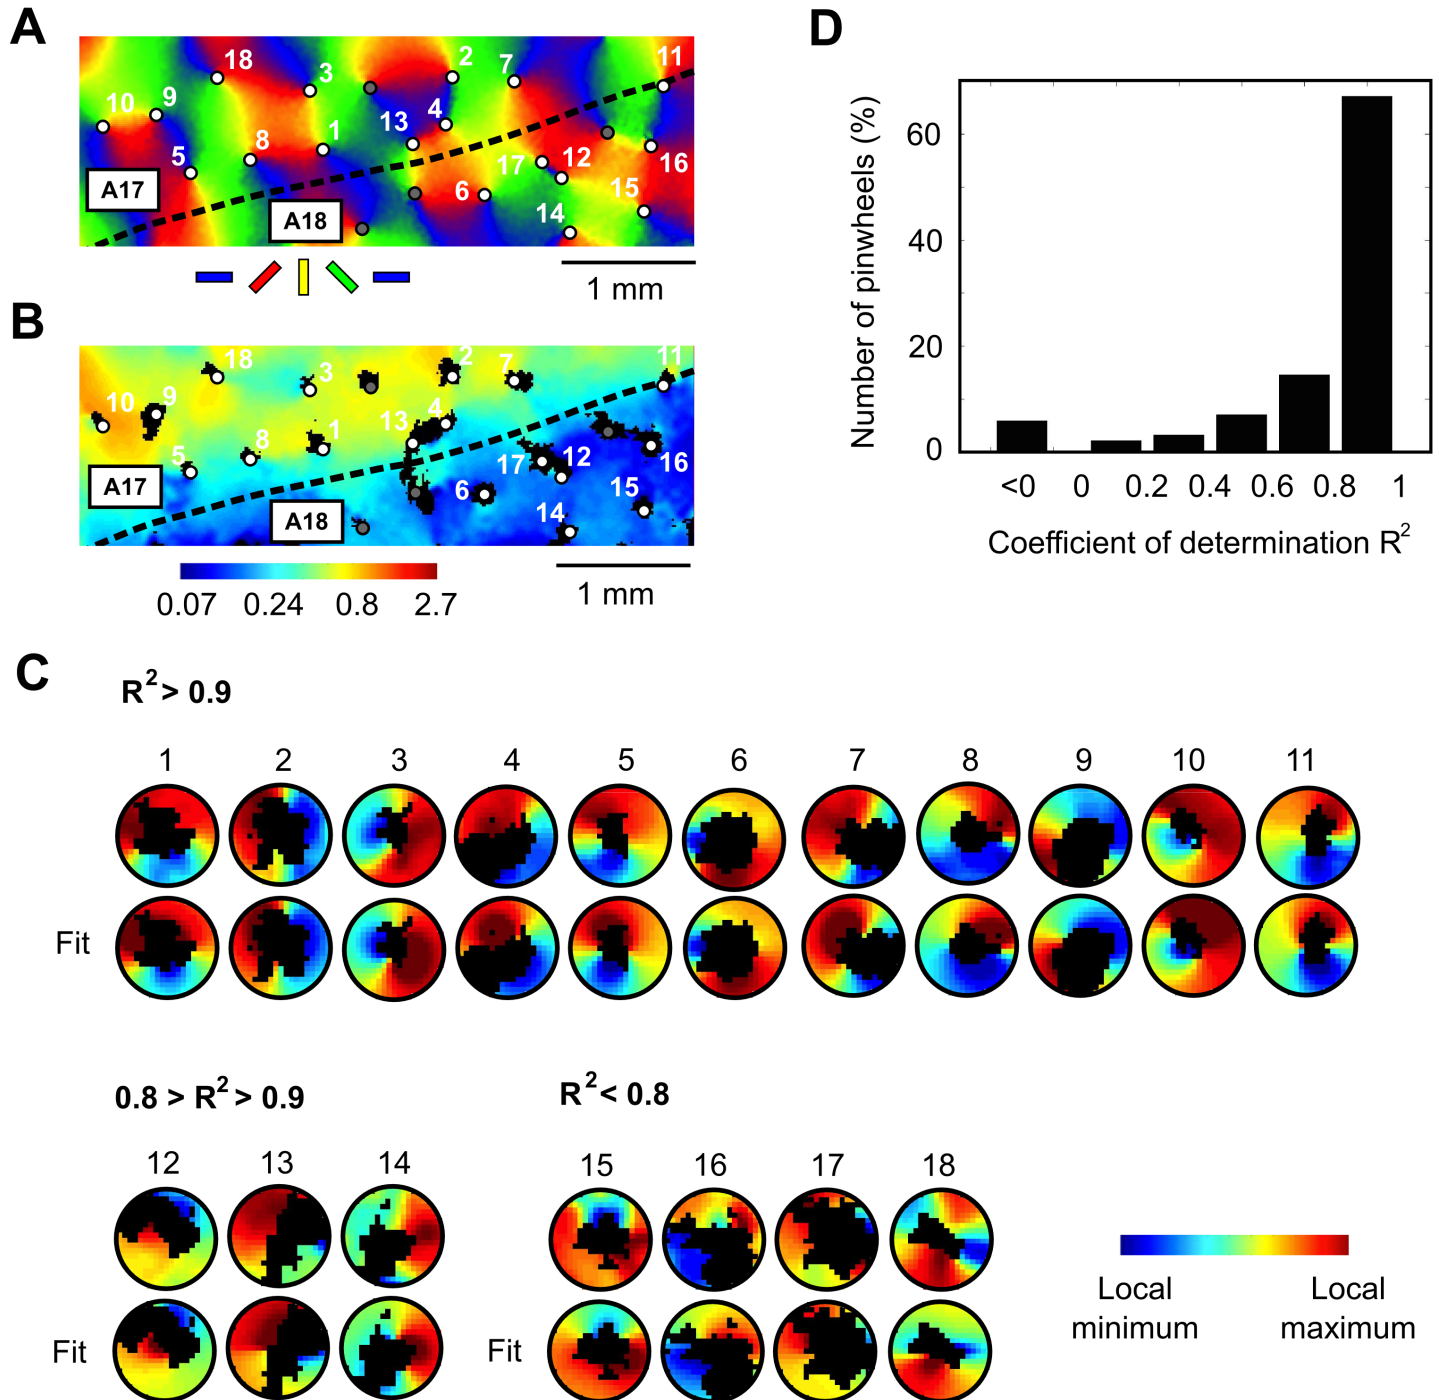 A
18
3
2
7
11
10
9
13
4
5
8
1
17
12
16
A17
6
15
A18
14
1 mm
B
18
3
2
7
11
10
9
13
4
5
8
1
17
12
16
A17
6
15
A18
14
0.07 0.24 0.8 2.7
1 mm
D
Number of pinwheels (%)
60
40
20
0
<0 0 0.2 0.4 0.6 0.8 1
Coefficient of determination R²
C
R² > 0.9
1 2 3 4 5 6 7 8 9 10 11
Fit
0.8 > R² > 0.9
R² < 0.8
12 13 14
15 16 17 18
Fit
Fit
Local minimum
Local maximum